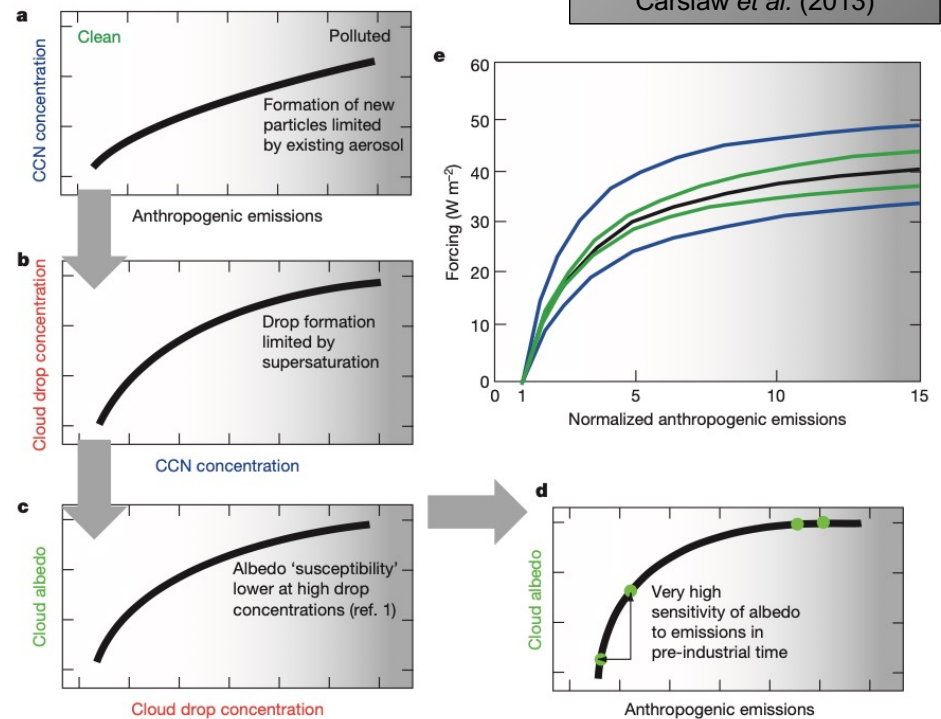 Carslaw et al. (2013)
a
Clean
Polluted
CCN concentration
Formation of new
particles limited
by existing aerosol
Anthropogenic emissions
b
Cloud drop concentration
Drop formation
limited by
supersaturation
CCN concentration
c
Cloud albedo
Albedo ‘susceptibility’
lower at high drop
concentrations (ref. 1)
Cloud drop concentration
d
Cloud albedo
Very high
sensitivity of albedo
to emissions in
pre-industrial time
Anthropogenic emissions
e
Forcing (W m⁻²)
60
50
40
30
20
10
0
0 1 5 10 15
Normalized anthropogenic emissions